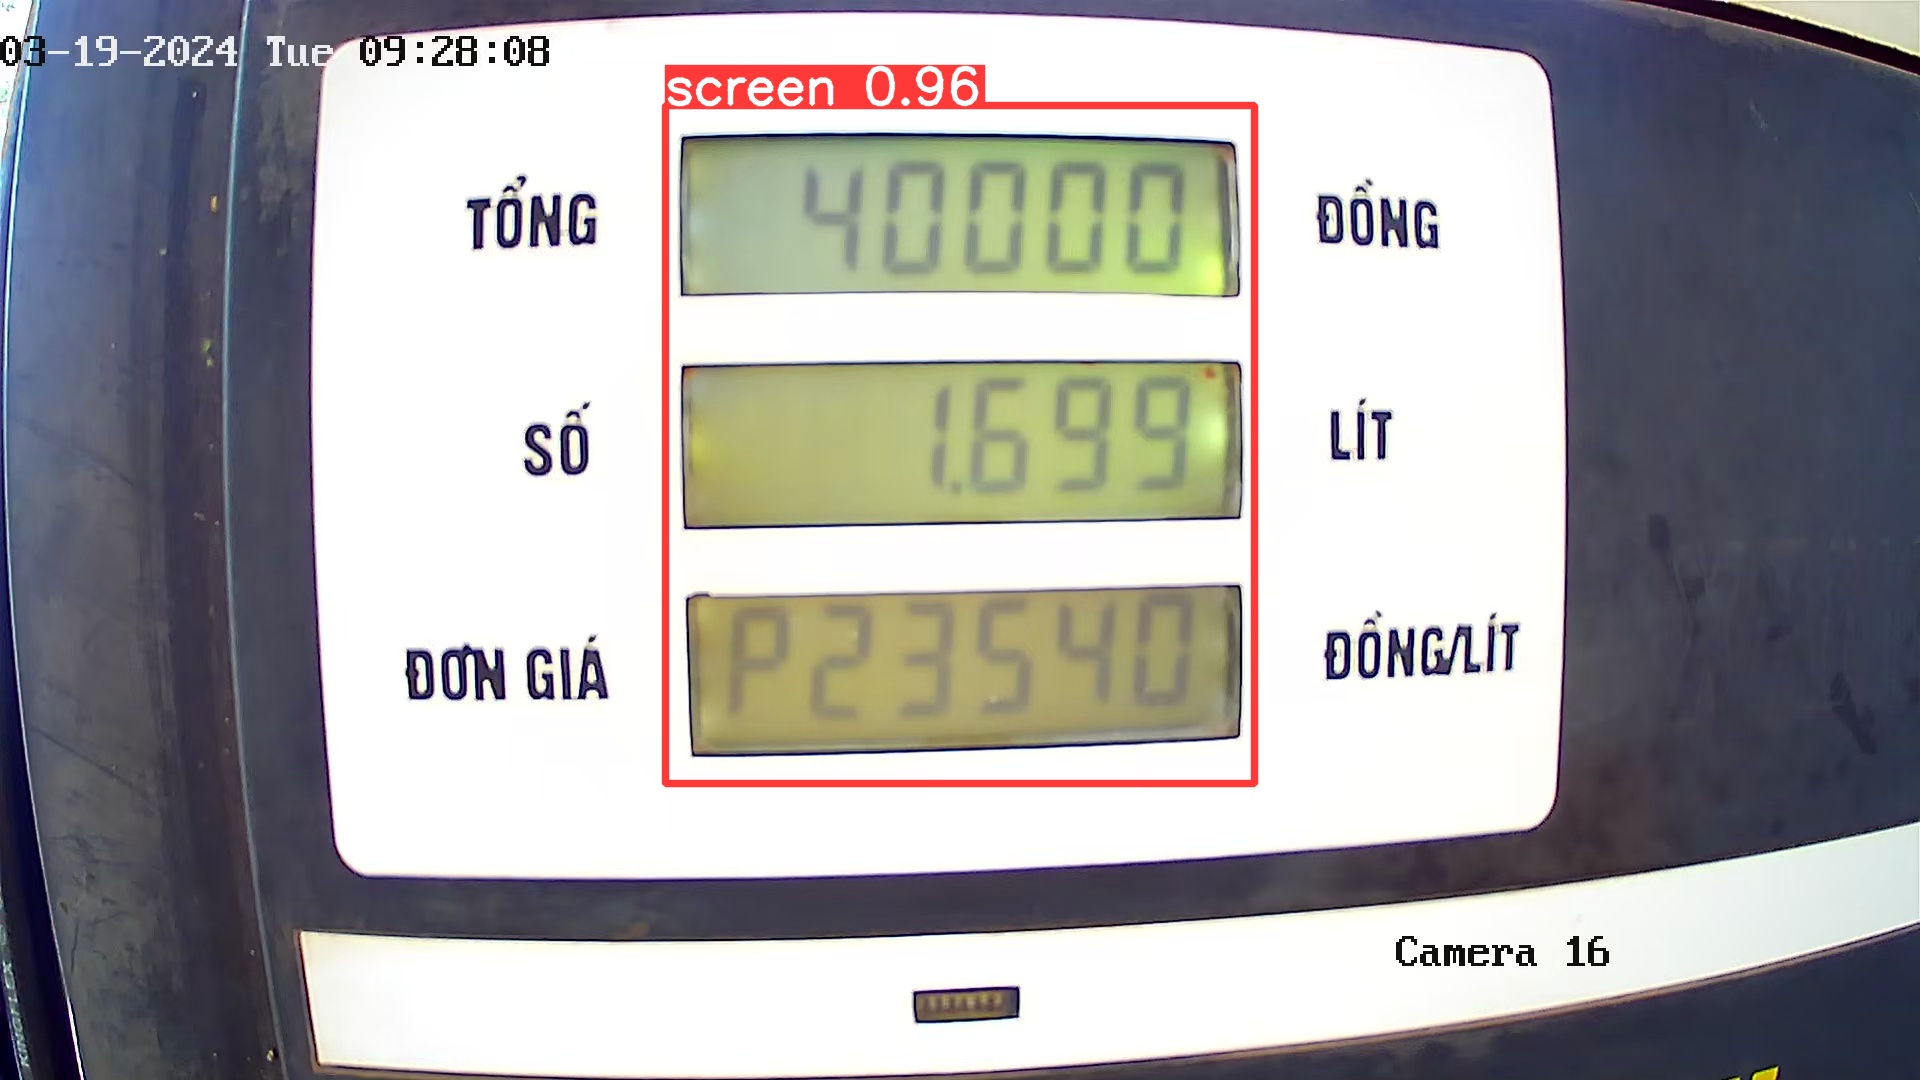 03-19-2024 Tue 09:28:08
screen 0.96
TỔNG 40000 ĐỒNG
SỐ 1.699 LÍT
ĐƠN GIÁ P23540 ĐỒNG/LÍT
Camera 16